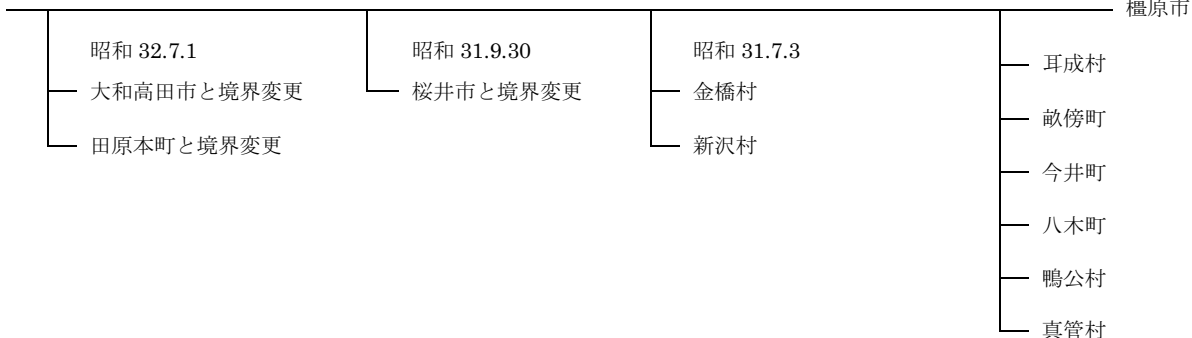 橿原市
昭和 32.7.1
大和高田市と境界変更
田原本町と境界変更
昭和 31.9.30
桜井市と境界変更
昭和 31.7.3
金橋村
新沢村
耳成村
畝傍町
今井町
八木町
鴨公村
真管村